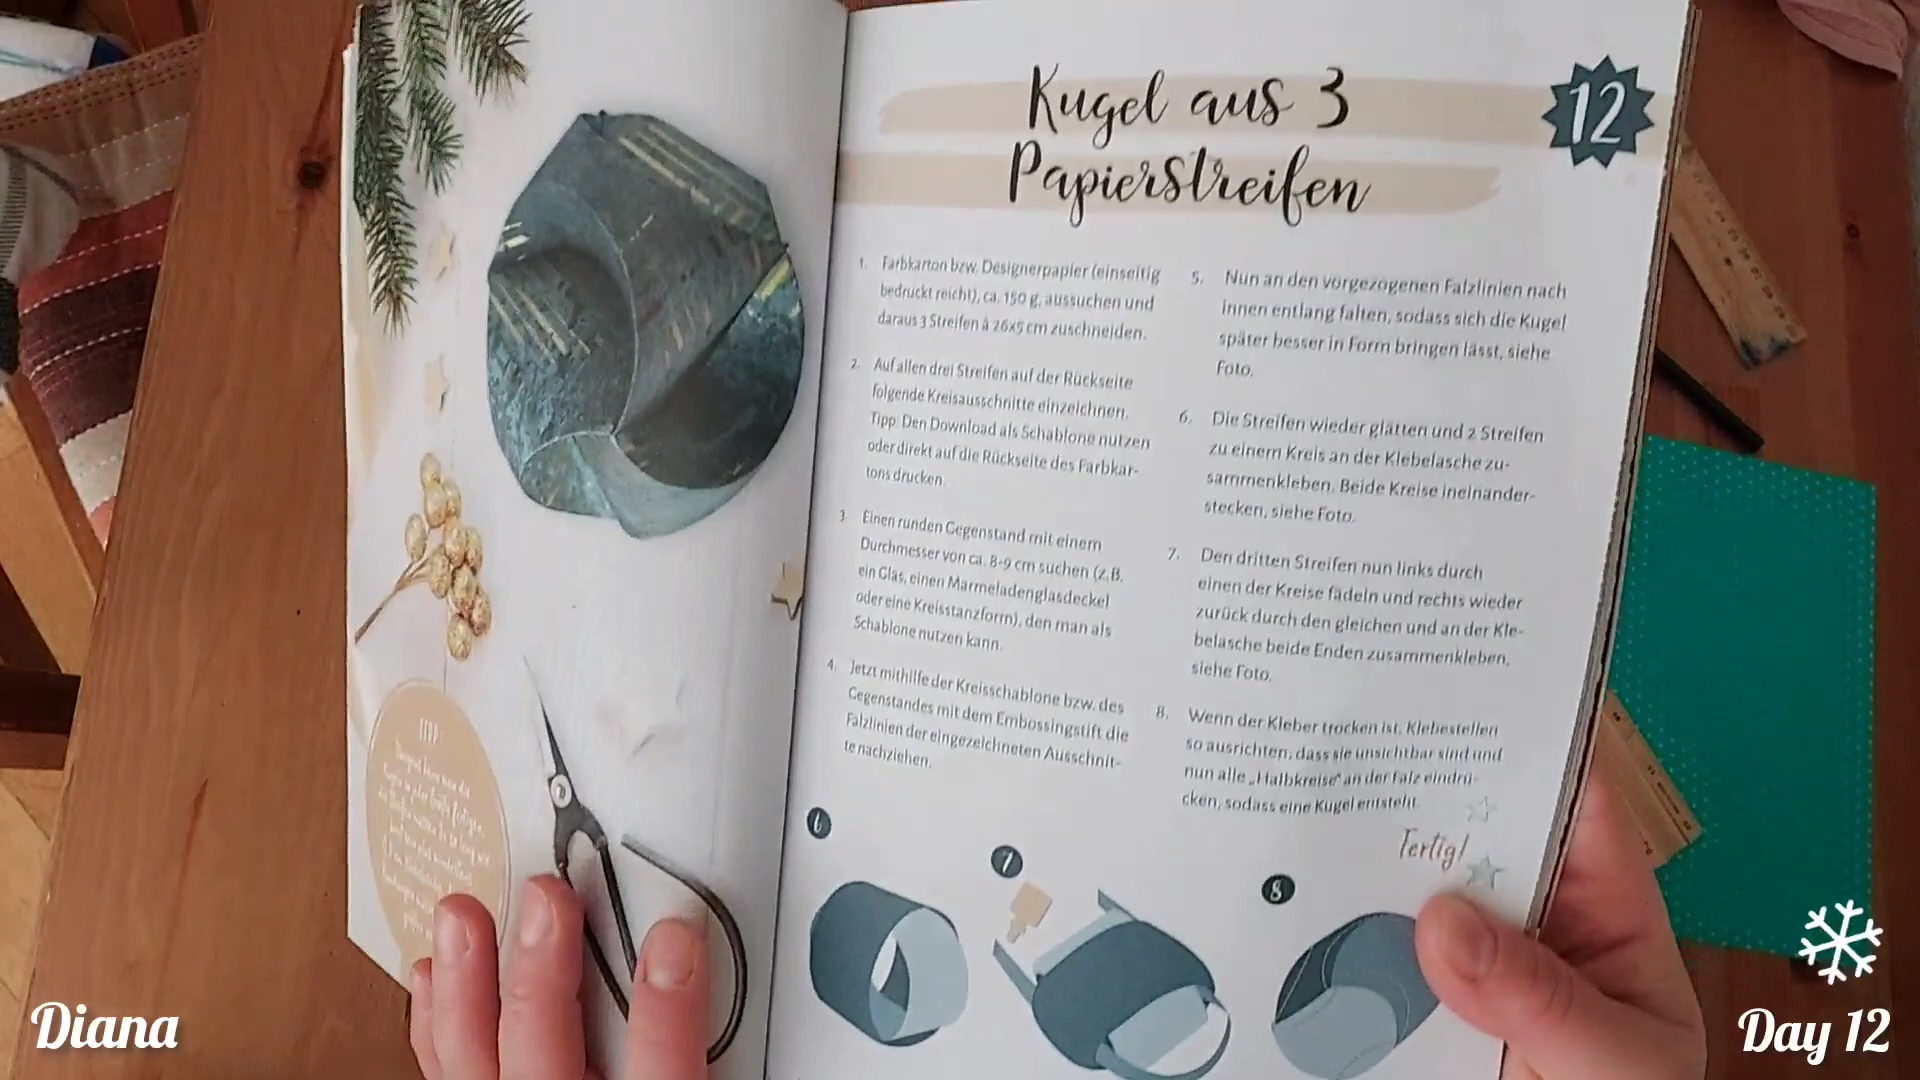 Kugel aus 3
Papierstreifen
12
1. Farbkarton bzw. Designerpapier (einseitig
bedruckt reicht), ca. 150 g, aussuchen und
daraus 3 Streifen à 26x5 cm zuschneiden.
2. Auf allen drei Streifen auf der Rückseite
folgende Kreisausschnitte einzeichnen.
Tipp: Den Download als Schablone nutzen
oder direkt auf die Rückseite des Farbkar-
tons drucken.
3. Einen runden Gegenstand mit einem
Durchmesser von ca. 8-9 cm suchen (z.B.
ein Glas, einen Marmeladenglasdeckel
oder eine Kreisstanzform), den man als
Schablone nutzen kann.
4. Jetzt mithilfe der Kreisschablone bzw. des
Gegenstandes mit dem Embossingstift die
Falzlinien der eingezeichneten Ausschnit-
te nachziehen.
5. Nun an den vorgezogenen Falzlinien nach
innen entlang falten, sodass sich die Kugel
später besser in Form bringen lässt, siehe
Foto.
6. Die Streifen wieder glätten und 2 Streifen
zu einem Kreis an der Klebelasche zu-
sammenkleben. Beide Kreise ineinander-
stecken, siehe Foto.
7. Den dritten Streifen nun links durch
einen der Kreise fädeln und rechts wieder
zurück durch den gleichen und an der Kle-
belasche beide Enden zusammenkleben,
siehe Foto.
8. Wenn der Kleber trocken ist, Klebestellen
so ausrichten, dass sie unsichtbar sind und
nun alle „Halbkreise" an der Falz eindrü-
cken, sodass eine Kugel entsteht.
Fertig!
TIPP:
6
7
8
Diana
Day 12